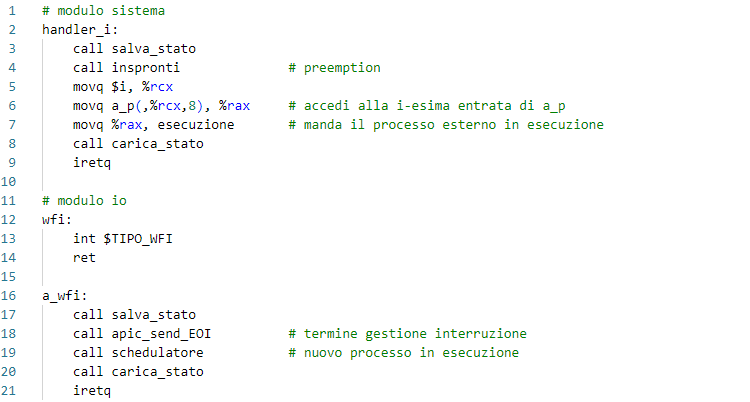 1 # modulo sistema
2 handler_i:
3     call salva_stato
4     call inspronti              # preemption
5     movq $i, %rcx
6     movq a_p(,%rcx,8), %rax     # accedi alla i-esima entrata di a_p
7     movq %rax, esecuzione       # manda il processo esterno in esecuzione
8     call carica_stato
9     iretq
10
11 # modulo io
12 wfi:
13     int $TIPO_WFI
14     ret
15
16 a_wfi:
17     call salva_stato
18     call apic_send_EOI          # termine gestione interruzione
19     call schedulatore           # nuovo processo in esecuzione
20     call carica_stato
21     iretq